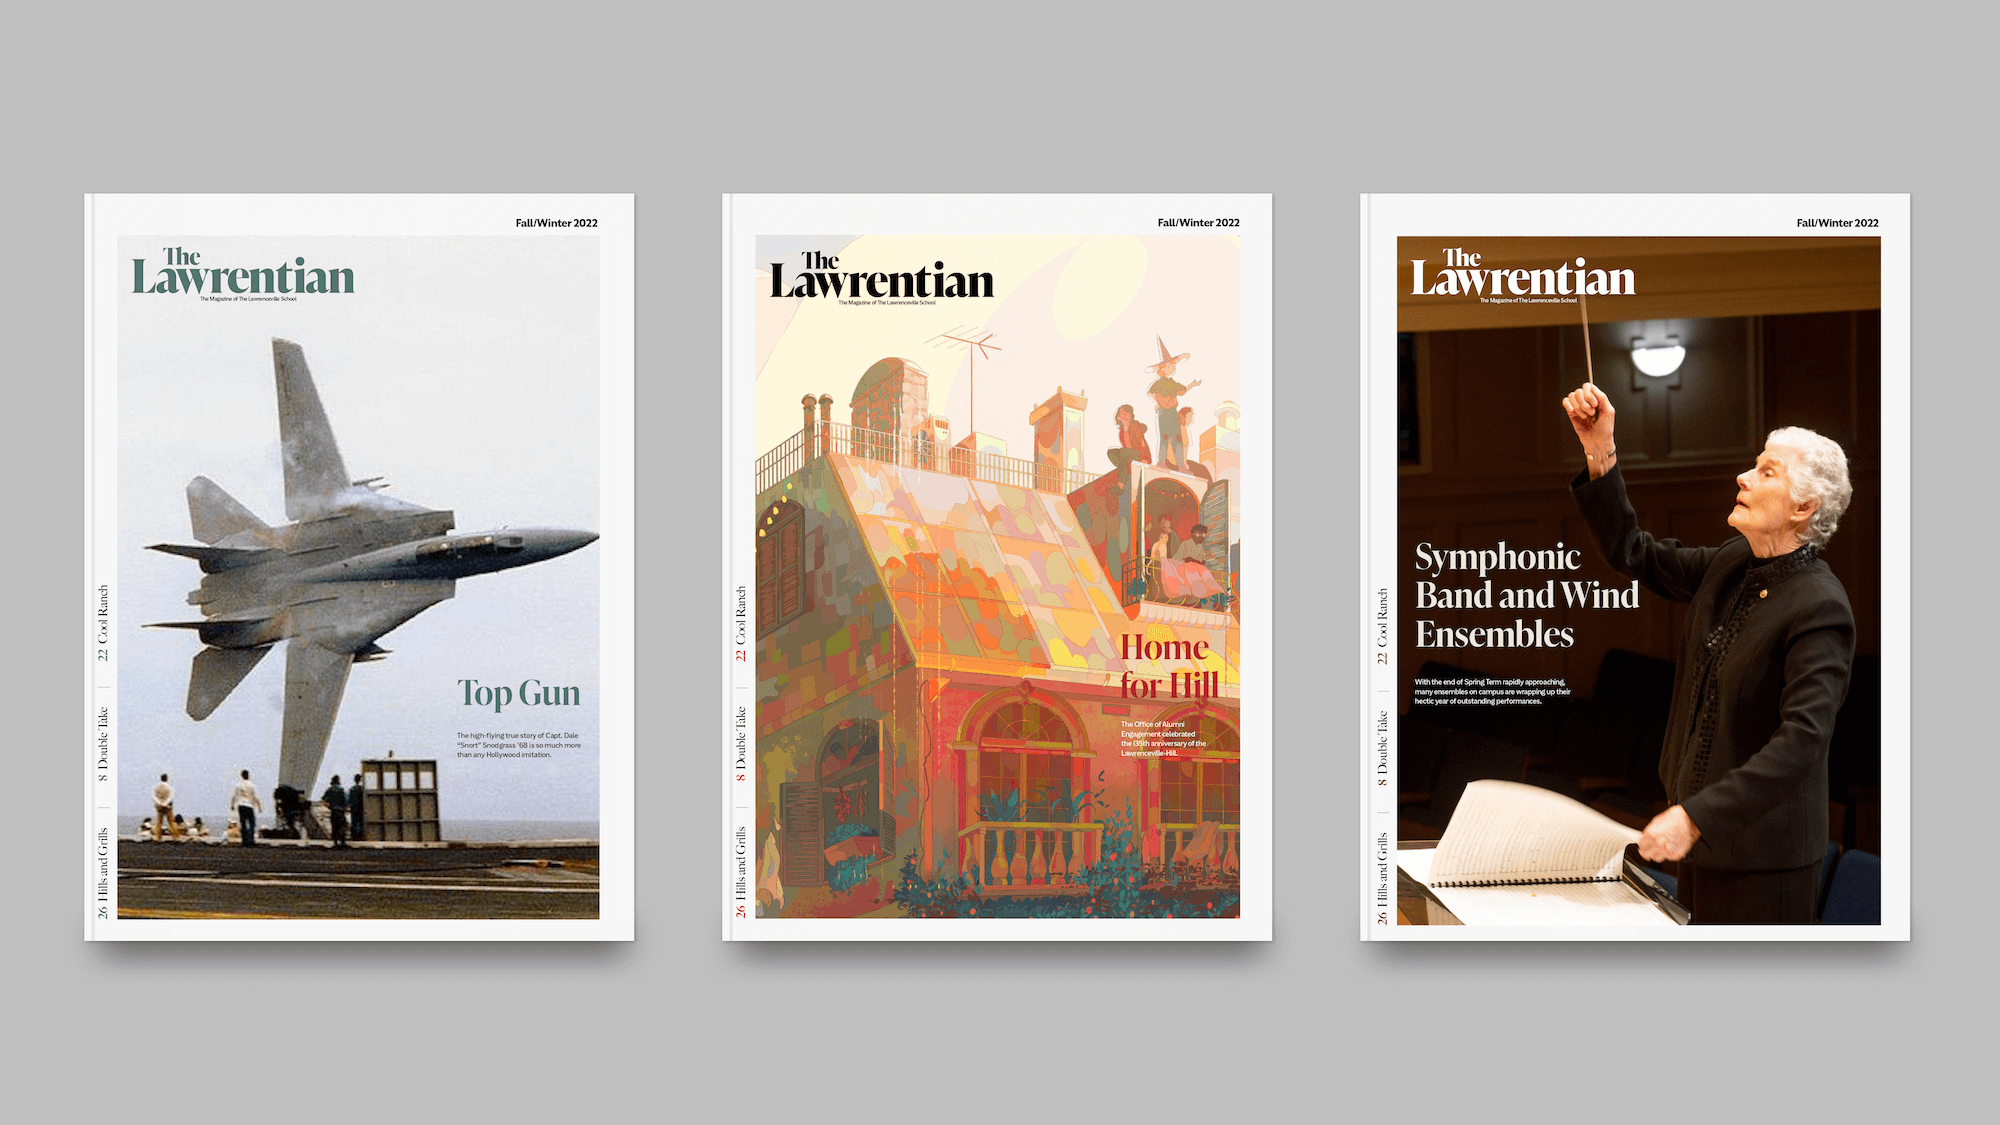 Fall/Winter 2022
The
Lawrentian
The Magazine of The Lawrenceville School
Top Gun
The high-flying true story of Capt. Dale
“Snort” Snodgrass ’68 is so much more
than any Hollywood imitation.
26 Hills and Grills | 8 Double Take | 22 Cool Ranch
Fall/Winter 2022
The
Lawrentian
The Magazine of The Lawrenceville School
Home
for Hill
The Office of Alumni
Engagement celebrated
the 135th anniversary of the
Lawrenceville-Hill.
26 Hills and Grills | 8 Double Take | 22 Cool Ranch
Fall/Winter 2022
The
Lawrentian
The Magazine of The Lawrenceville School
Symphonic
Band and Wind
Ensembles
With the end of Spring Term rapidly approaching,
many ensembles on campus are wrapping up their
hectic year of outstanding performances.
26 Hills and Grills | 8 Double Take | 22 Cool Ranch